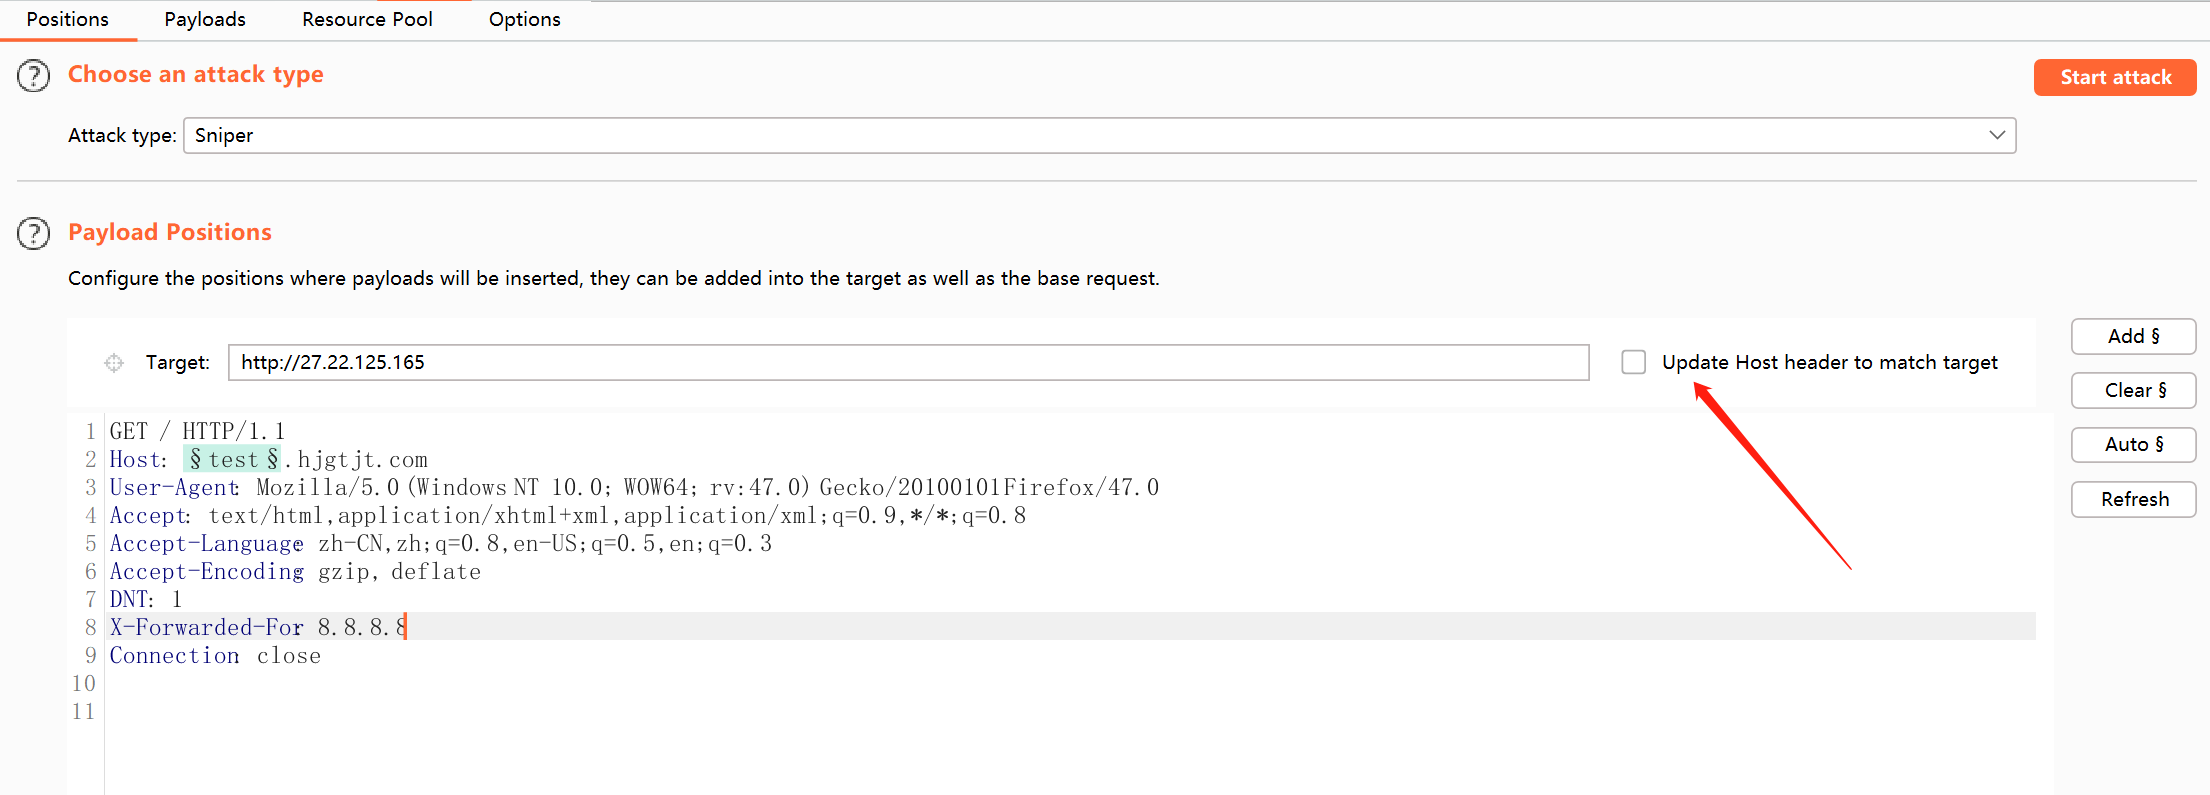 Positions Payloads Resource Pool Options
Choose an attack type
Start attack
Attack type: Sniper
Payload Positions
Configure the positions where payloads will be inserted, they can be added into the target as well as the base request.
Target: http://27.22.125.165 Update Host header to match target
Add §
Clear §
Auto §
Refresh
1 GET / HTTP/1.1
2 Host: §test§.hjgtjt.com
3 User-Agent: Mozilla/5.0 (Windows NT 10.0; WOW64; rv:47.0) Gecko/20100101Firefox/47.0
4 Accept: text/html,application/xhtml+xml,application/xml;q=0.9,*/*;q=0.8
5 Accept-Language: zh-CN,zh;q=0.8,en-US;q=0.5,en;q=0.3
6 Accept-Encoding: gzip, deflate
7 DNT: 1
8 X-Forwarded-For: 8.8.8.8
9 Connection: close
10
11